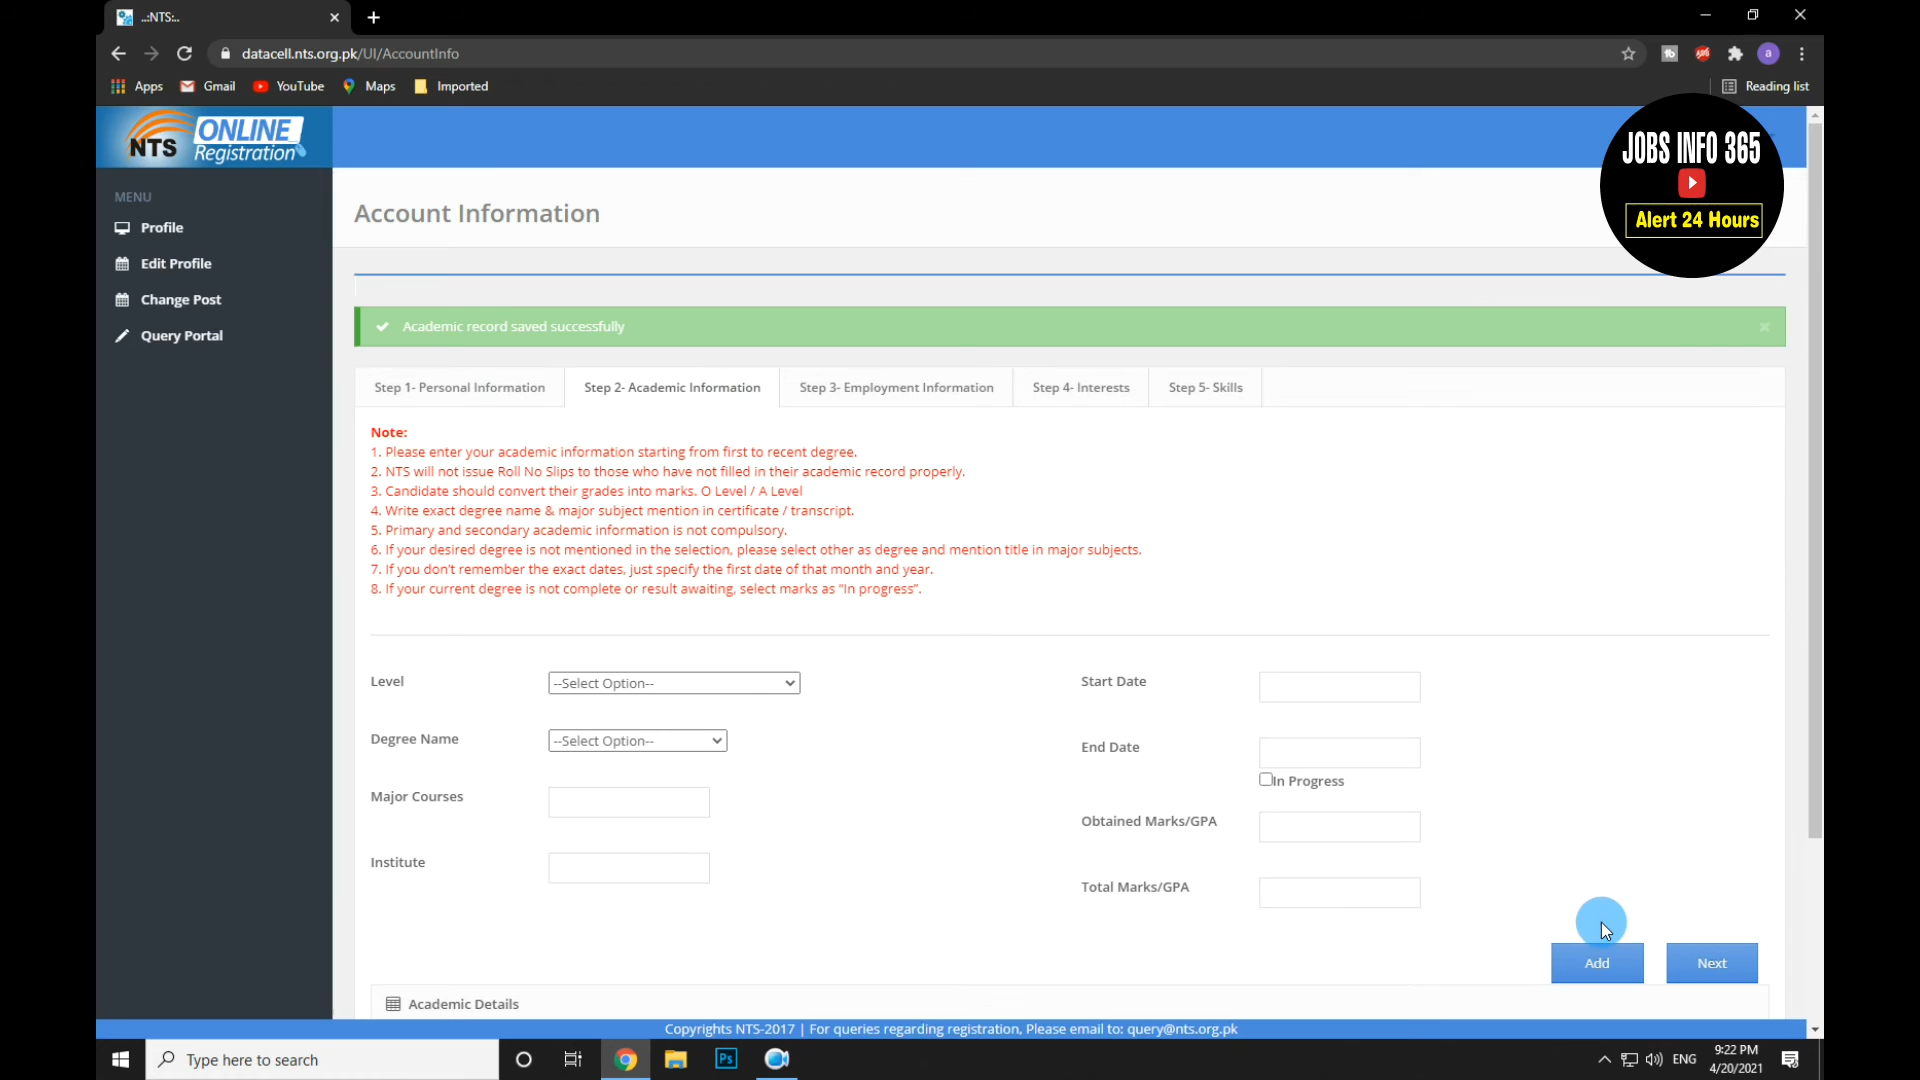 ..:NTS:..
datacell.nts.org.pk/UI/AccountInfo
a
Apps
Gmail
YouTube
Maps
Imported
Reading list
NTS ONLINE Registration
JOBS INFO 365
Alert 24 Hours
MENU
Profile
Edit Profile
Change Post
Query Portal
Account Information
Academic record saved successfully
Step 1- Personal Information
Step 2- Academic Information
Step 3- Employment Information
Step 4- Interests
Step 5- Skills
Note:
1. Please enter your academic information starting from first to recent degree.
2. NTS will not issue Roll No Slips to those who have not filled in their academic record properly.
3. Candidate should convert their grades into marks. O Level / A Level
4. Write exact degree name & major subject mention in certificate / transcript.
5. Primary and secondary academic information is not compulsory.
6. If your desired degree is not mentioned in the selection, please select other as degree and mention title in major subjects.
7. If you don't remember the exact dates, just specify the first date of that month and year.
8. If your current degree is not complete or result awaiting, select marks as “In progress”.
Level
--Select Option--
Start Date
Degree Name
--Select Option--
End Date
In Progress
Major Courses
Obtained Marks/GPA
Institute
Total Marks/GPA
Add
Next
Academic Details
Copyrights NTS-2017 | For queries regarding registration, Please email to: query@nts.org.pk
Type here to search
Ps
ENG
9:22 PM
4/20/2021